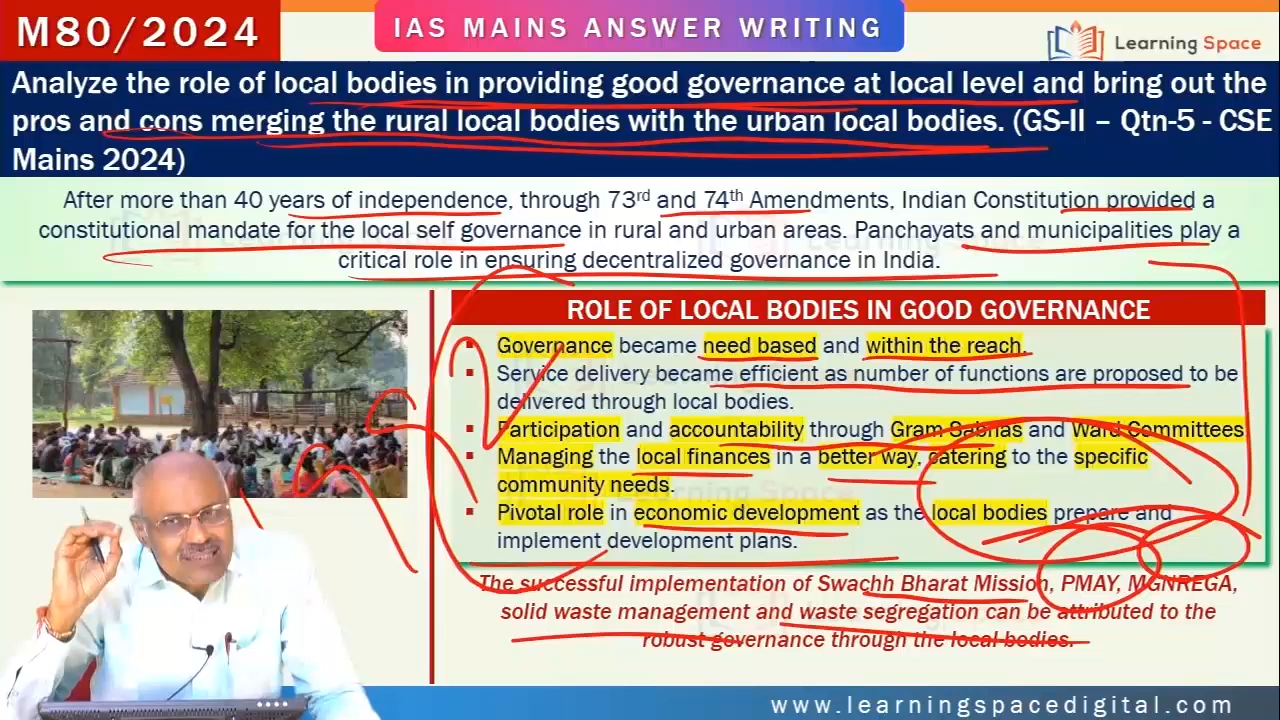 M80/2024
IAS MAINS ANSWER WRITING
Learning Space
Analyze the role of local bodies in providing good governance at local level and bring out the
pros and cons merging the rural local bodies with the urban local bodies. (GS-II – Qtn-5 - CSE
Mains 2024)
After more than 40 years of independence, through 73rd and 74th Amendments, Indian Constitution provided a
constitutional mandate for the local self governance in rural and urban areas. Panchayats and municipalities play a
critical role in ensuring decentralized governance in India.
ROLE OF LOCAL BODIES IN GOOD GOVERNANCE
▪ Governance became need based and within the reach.
▪ Service delivery became efficient as number of functions are proposed to be
delivered through local bodies.
▪ Participation and accountability through Gram Sabhas and Ward Committees.
▪ Managing the local finances in a better way, catering to the specific
community needs.
▪ Pivotal role in economic development as the local bodies prepare and
implement development plans.
The successful implementation of Swachh Bharat Mission, PMAY, MGNREGA,
solid waste management and waste segregation can be attributed to the
robust governance through the local bodies.
www.learningspacedigital.com